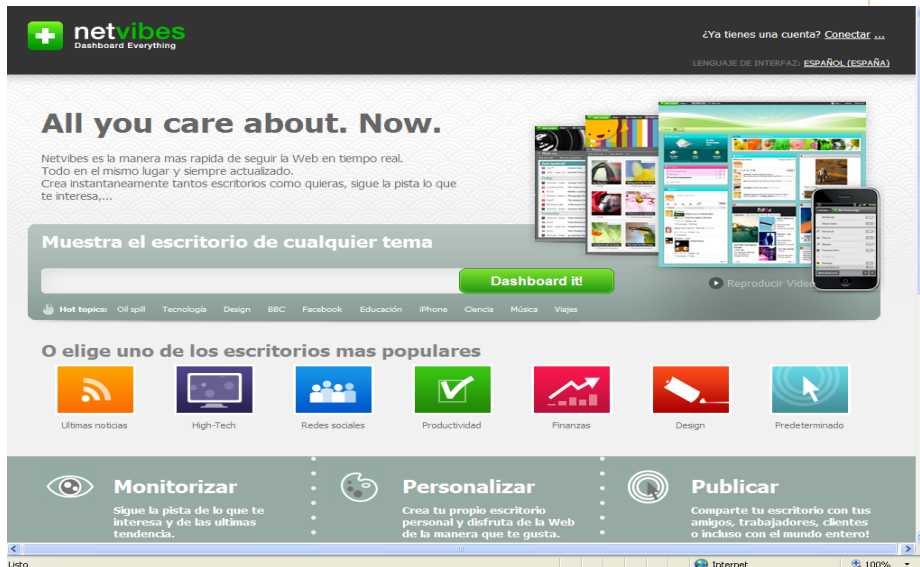 netvibes
Dashboard Everything
¿Ya tienes una cuenta? Conectar ...
LENGUAJE DE INTERFAZ: ESPAÑOL (ESPAÑA)
All you care about. Now.
Netvibes es la manera mas rapida de seguir la Web en tiempo real.
Todo en el mismo lugar y siempre actualizado.
Crea instantaneamente tantos escritorios como quieras, sigue la pista lo que
te interesa,...
Muestra el escritorio de cualquier tema
Dashboard it!
Reproducir Video
Hot topics: Oil spill Tecnología Design BBC Facebook Educación iPhone Ciencia Música Viajes
O elige uno de los escritorios mas populares
Ultimas noticias High-Tech Redes sociales Productividad Finanzas Design Predeterminado
Monitorizar
Sigue la pista de lo que te
interesa y de las ultimas
tendencia.
Personalizar
Crea tu propio escritorio
personal y disfruta de la Web
de la manera que te gusta.
Publicar
Comparte tu escritorio con tus
amigos, trabajadores, clientes
o incluso con el mundo entero!
Listo Internet 100%